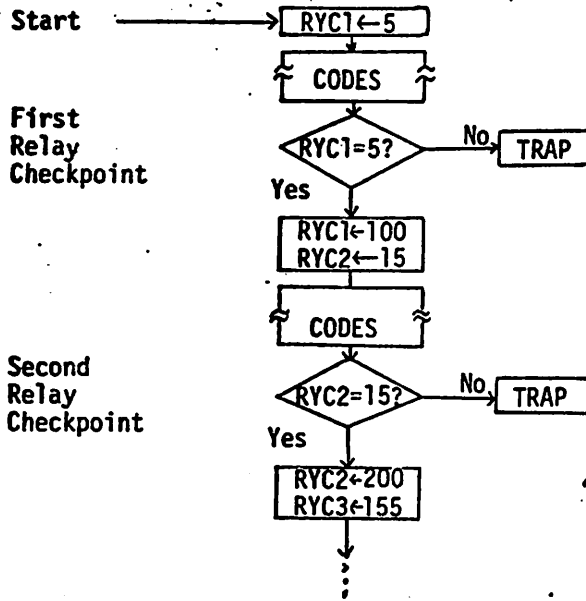 Start
RYC1←5
CODES
First
Relay
Checkpoint
RYC1=5?
No
TRAP
Yes
RYC1←100
RYC2←15
CODES
Second
Relay
Checkpoint
RYC2=15?
No
TRAP
Yes
RYC2←200
RYC3←155